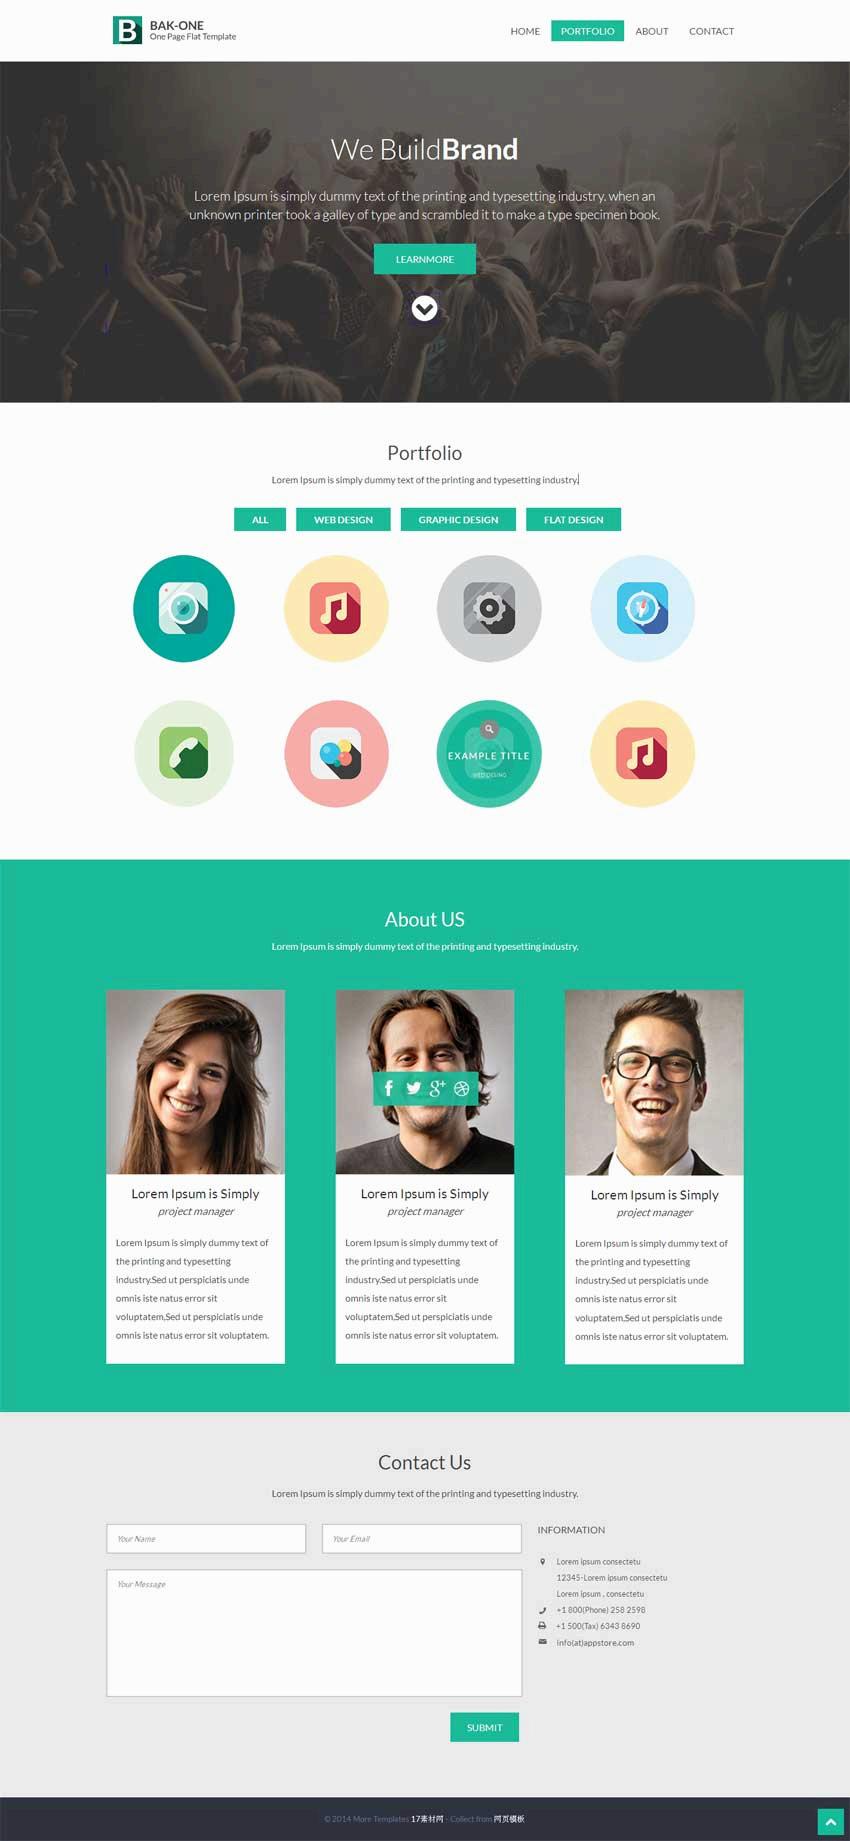 BAK-ONE
One Page Flat Template
HOME PORTFOLIO ABOUT CONTACT
We BuildBrand
Lorem Ipsum is simply dummy text of the printing and typesetting industry. when an
unknown printer took a galley of type and scrambled it to make a type specimen book.
LEARNMORE
Portfolio
Lorem Ipsum is simply dummy text of the printing and typesetting industry.
ALL WEB DESIGN GRAPHIC DESIGN FLAT DESIGN
EXAMPLE TITLE
About US
Lorem Ipsum is simply dummy text of the printing and typesetting industry.
Lorem Ipsum is Simply
project manager
Lorem Ipsum is simply dummy text of
the printing and typesetting
industry.Sed ut perspiciatis unde
omnis iste natus error sit
voluptatem,Sed ut perspiciatis unde
omnis iste natus error sit voluptatem.
Lorem Ipsum is Simply
project manager
Lorem Ipsum is simply dummy text of
the printing and typesetting
industry.Sed ut perspiciatis unde
omnis iste natus error sit
voluptatem,Sed ut perspiciatis unde
omnis iste natus error sit voluptatem.
Lorem Ipsum is Simply
project manager
Lorem Ipsum is simply dummy text of
the printing and typesetting
industry.Sed ut perspiciatis unde
omnis iste natus error sit
voluptatem,Sed ut perspiciatis unde
omnis iste natus error sit voluptatem.
Contact Us
Lorem Ipsum is simply dummy text of the printing and typesetting industry.
Your Name
Your Email
Your Message
SUBMIT
INFORMATION
Lorem ipsum consectetu
12345-Lorem ipsum consectetu
Lorem ipsum , consectetu
+1 800(Phone) 258 2598
+1 500(Tax) 6343 8690
info(at)appstore.com
© 2014 More Templates 17素材网 - Collect from 网页模板